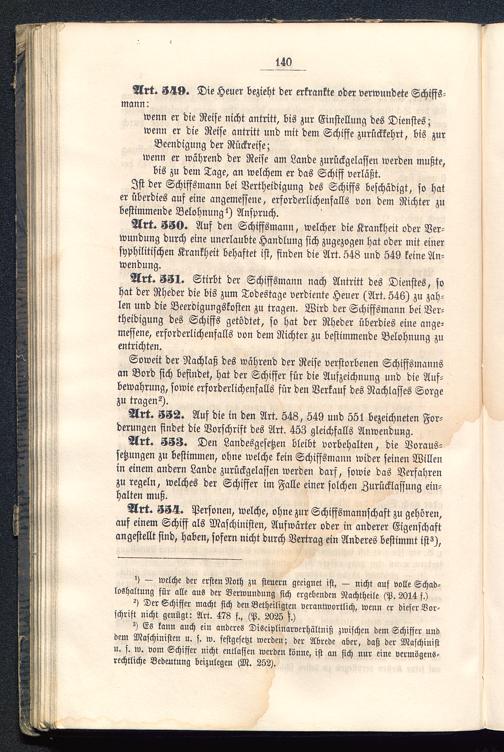 140
Art. 549. Die Heuer bezieht der erkrankte oder verwundete Schiffs-
mann:
wenn er die Reise nicht antritt, bis zur Einstellung des Dienstes;
wenn er die Reise antritt und mit dem Schiffe zurückkehrt, bis zur
Beendigung der Rückreise;
wenn er während der Reise am Lande zurückgelassen werden mußte,
bis zu dem Tage, an welchem er das Schiff verläßt.
Ist der Schiffsmann bei Vertheidigung des Schiffs beschädigt, so hat
er überdies auf eine angemessene, erforderlichenfalls von dem Richter zu
bestimmende Belohnung¹) Anspruch.
Art. 550. Auf den Schiffsmann, welcher die Krankheit oder Ver-
wundung durch eine unerlaubte Handlung sich zugezogen hat oder mit einer
syphilitischen Krankheit behaftet ist, finden die Art. 548 und 549 keine An-
wendung.
Art. 551. Stirbt der Schiffsmann nach Antritt des Dienstes, so
hat der Rheder die bis zum Todestage verdiente Heuer (Art. 546) zu zah-
len und die Beerdigungskosten zu tragen. Wird der Schiffsmann bei Ver-
theidigung des Schiffs getödtet, so hat der Rheder überdies eine ange-
messene, erforderlichenfalls von dem Richter zu bestimmende Belohnung zu
entrichten.
Soweit der Nachlaß des während der Reise verstorbenen Schiffsmanns
an Bord sich befindet, hat der Schiffer für die Aufzeichnung und die Auf-
bewahrung, sowie erforderlichenfalls für den Verkauf des Nachlasses Sorge
zu tragen²).
Art. 552. Auf die in den Art. 548, 549 und 551 bezeichneten For-
derungen findet die Vorschrift des Art. 453 gleichfalls Anwendung.
Art. 553. Den Landesgesetzen bleibt vorbehalten, die Voraus-
setzungen zu bestimmen, ohne welche kein Schiffsmann wider seinen Willen
in einem andern Lande zurückgelassen werden darf, sowie das Verfahren
zu regeln, welches der Schiffer im Falle einer solchen Zurücklassung ein-
halten muß.
Art. 554. Personen, welche, ohne zur Schiffsmannschaft zu gehören,
auf einem Schiff als Maschinisten, Aufwärter oder in anderer Eigenschaft
angestellt sind, haben, sofern nicht durch Vertrag ein Anderes bestimmt ist³),
¹) — welche der ersten Noth zu steuern geeignet ist, — nicht auf volle Schad-
loshaltung für alle aus der Verwundung sich ergebenden Nachtheile (P. 2014 f.)
²) Der Schiffer macht sich den Betheiligten verantwortlich, wenn er dieser Vor-
schrift nicht genügt: Art. 478 f., (P. 2025 f.)
³) Es kann auch ein anderes Disciplinarverhältniß zwischen dem Schiffer und
dem Maschinisten u. s. w. festgesetzt werden; der Abrede aber, daß der Maschinist
u. s. w. vom Schiffer nicht entlassen werden könne, ist an sich nur eine vermögens-
rechtliche Bedeutung beizulegen (M. 252).